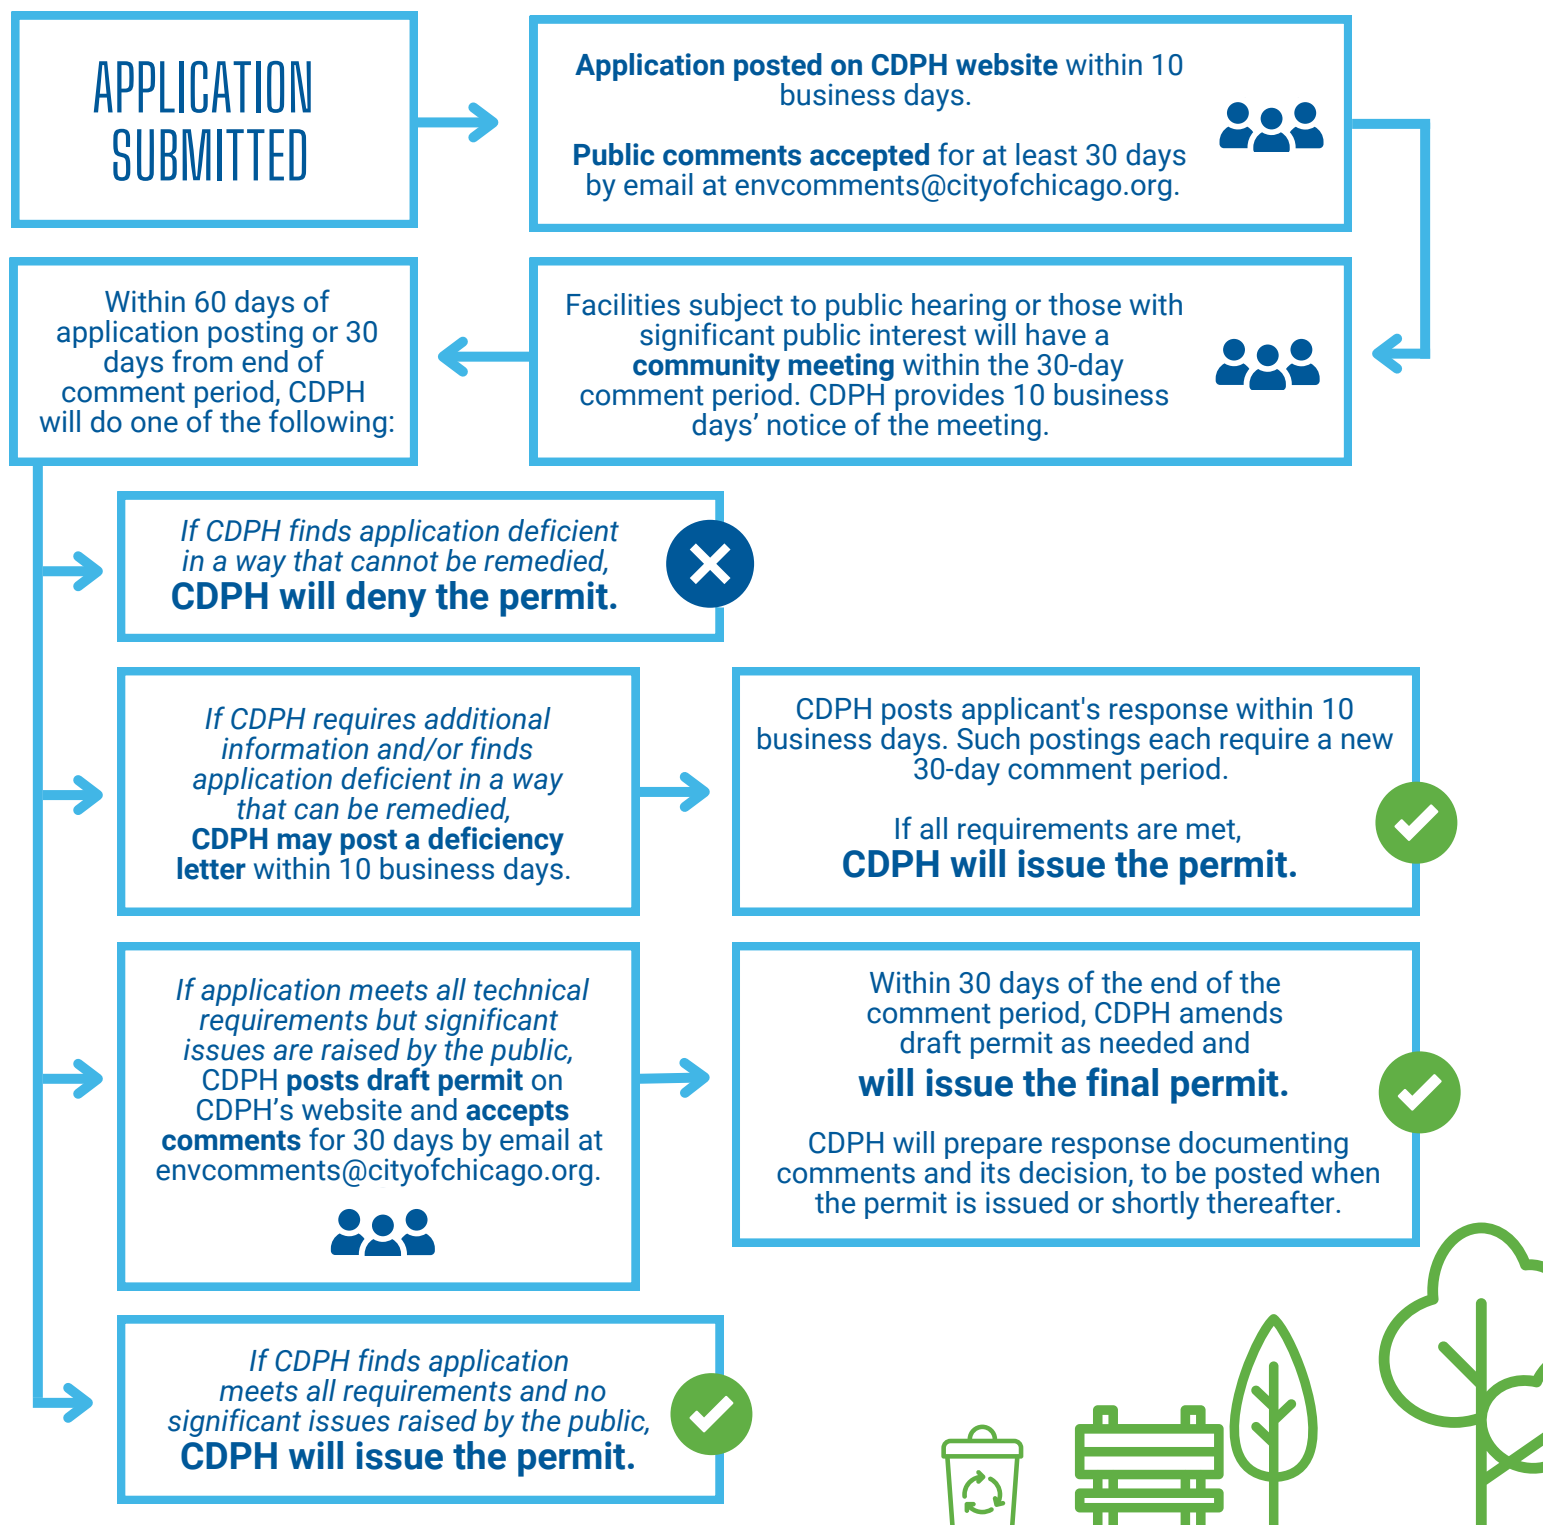 APPLICATION
SUBMITTED
Application posted on CDPH website within 10
business days.
Public comments accepted for at least 30 days
by email at envcomments@cityofchicago.org.
Facilities subject to public hearing or those with
significant public interest will have a
community meeting within the 30-day
comment period. CDPH provides 10 business
days’ notice of the meeting.
Within 60 days of
application posting or 30
days from end of
comment period, CDPH
will do one of the following:
If CDPH finds application deficient
in a way that cannot be remedied,
CDPH will deny the permit.
If CDPH requires additional
information and/or finds
application deficient in a way
that can be remedied,
CDPH may post a deficiency
letter within 10 business days.
CDPH posts applicant's response within 10
business days. Such postings each require a new
30-day comment period.
If all requirements are met,
CDPH will issue the permit.
If application meets all technical
requirements but significant
issues are raised by the public,
CDPH posts draft permit on
CDPH’s website and accepts
comments for 30 days by email at
envcomments@cityofchicago.org.
Within 30 days of the end of the
comment period, CDPH amends
draft permit as needed and
will issue the final permit.
CDPH will prepare response documenting
comments and its decision, to be posted when
the permit is issued or shortly thereafter.
If CDPH finds application
meets all requirements and no
significant issues raised by the public,
CDPH will issue the permit.